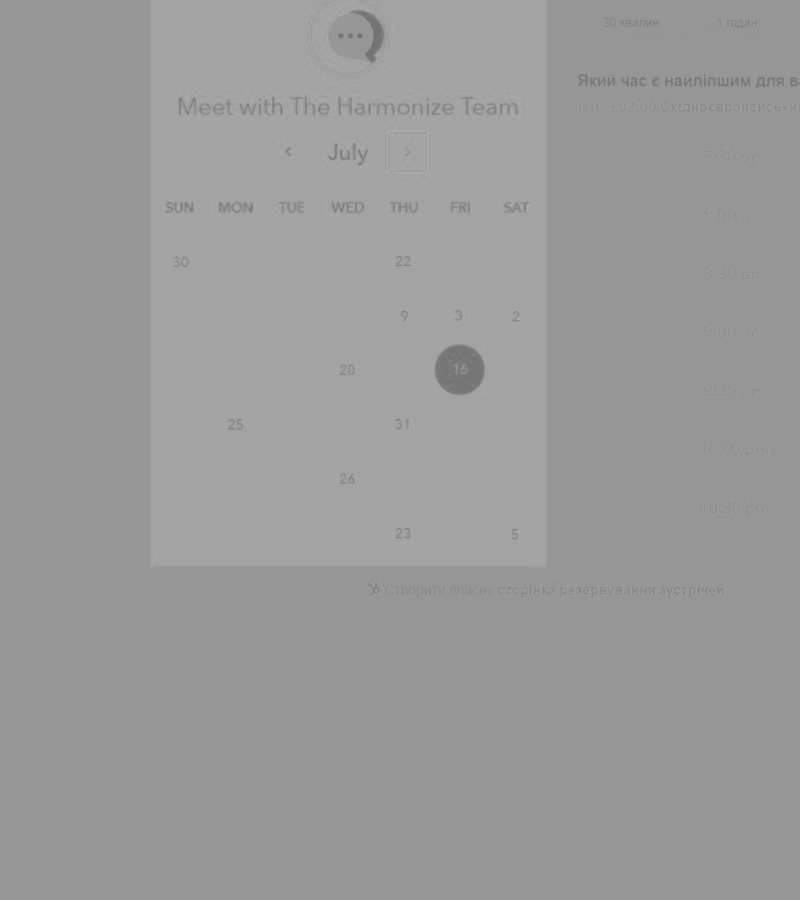 30 хвилин 1 годин
Meet with The Harmonize Team
Який час є найліпшим для
UTC +03:00 Східноєвропейськи
July
7:30 pm
SUN MON TUE WED THU FRI SAT
8:00 pm
30 22
8:30 pm
9 3 2
9:00 pm
20 16
9:30 pm
25 31
10:00 pm
26
10:30 pm
23 5
Створити власну сторінка резервування зустрічей